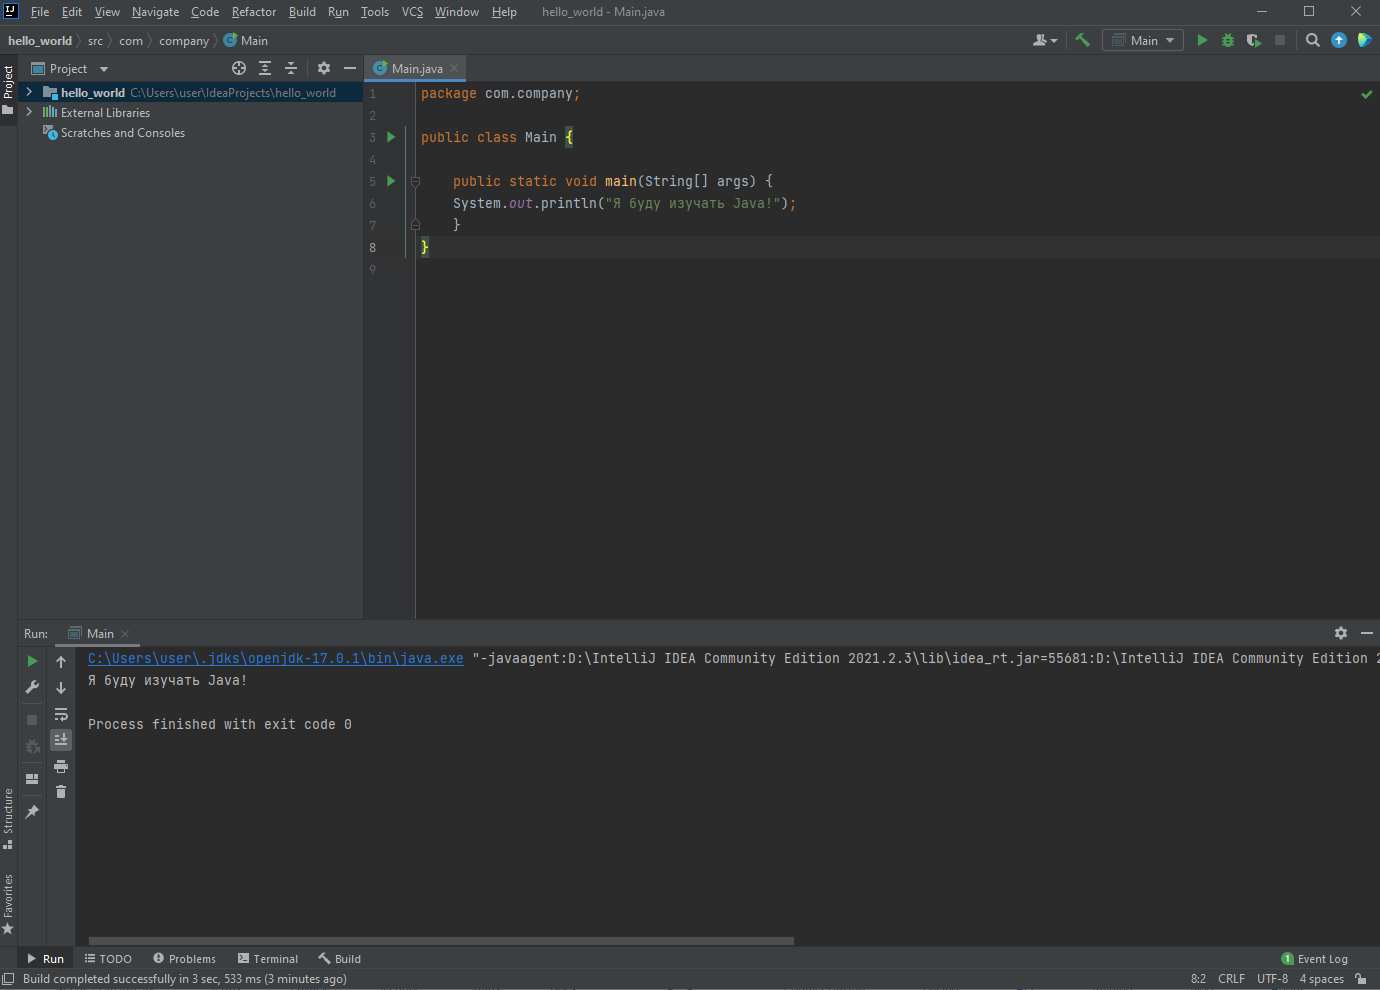 File Edit View Navigate Code Refactor Build Run Tools VCS Window Help hello_world - Main.java
hello_world src com company Main
Main
Project
Project
Main.java
hello_world C:\Users\user\IdeaProjects\hello_world
External Libraries
Scratches and Consoles
1 package com.company;
2
3 public class Main {
4
5 public static void main(String[] args) {
6 System.out.println("Я буду изучать Java!");
7 }
8 }
9
Run: Main
C:\Users\user\.jdks\openjdk-17.0.1\bin\java.exe "-javaagent:D:\IntelliJ IDEA Community Edition 2021.2.3\lib\idea_rt.jar=55681:D:\IntelliJ IDEA Community Edition 2
Я буду изучать Java!
Process finished with exit code 0
Structure
Favorites
Run TODO Problems Terminal Build 1 Event Log
Build completed successfully in 3 sec, 533 ms (3 minutes ago) 8:2 CRLF UTF-8 4 spaces